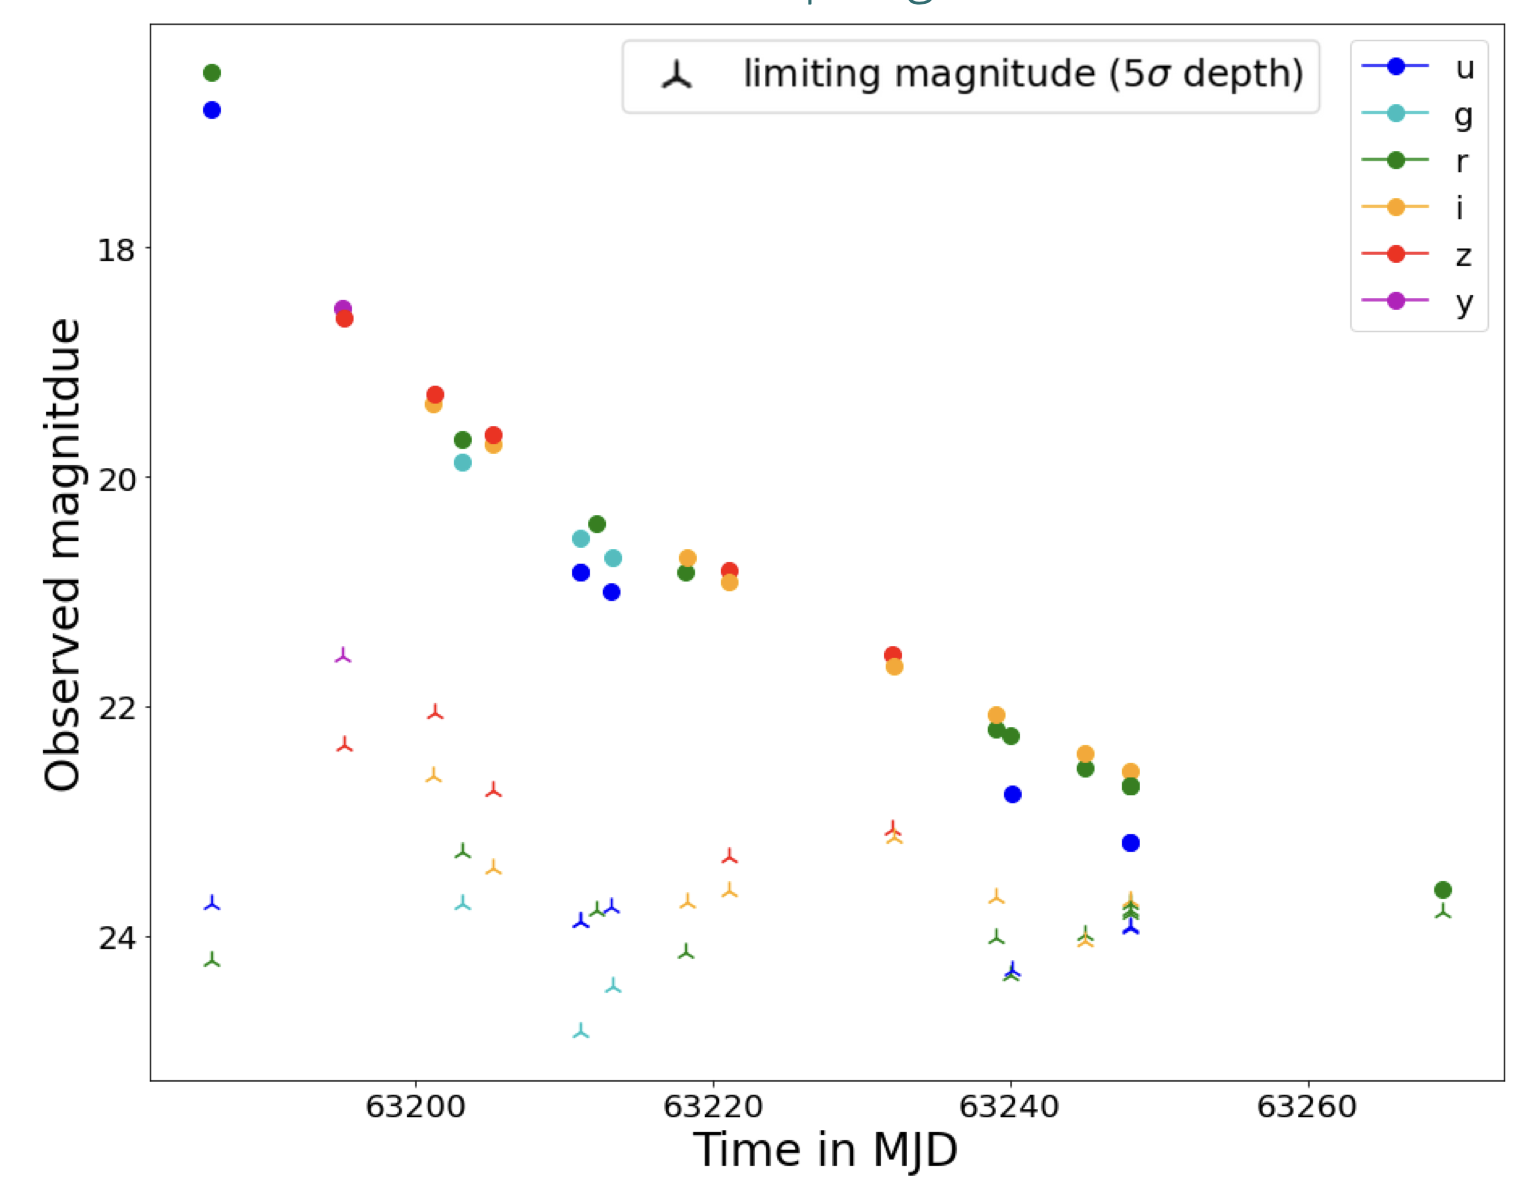 limiting magnitude (5σ depth)
u
g
r
i
z
y
18
20
22
24
Observed magnitdue
63200
63220
63240
63260
Time in MJD